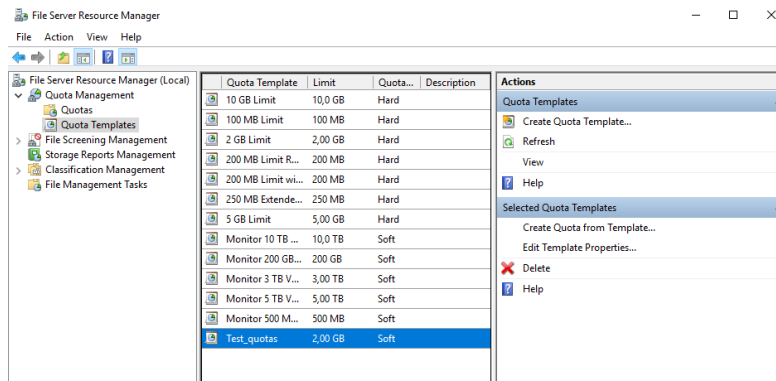 File Server Resource Manager
File Action View Help
File Server Resource Manager (Local)
Quota Management
Quotas
Quota Templates
File Screening Management
Storage Reports Management
Classification Management
File Management Tasks
Quota Template Limit Quota... Description
10 GB Limit 10,0 GB Hard
100 MB Limit 100 MB Hard
2 GB Limit 2,00 GB Hard
200 MB Limit R... 200 MB Hard
200 MB Limit wi... 200 MB Hard
250 MB Extende... 250 MB Hard
5 GB Limit 5,00 GB Hard
Monitor 10 TB ... 10,0 TB Soft
Monitor 200 GB... 200 GB Soft
Monitor 3 TB V... 3,00 TB Soft
Monitor 5 TB V... 5,00 TB Soft
Monitor 500 M... 500 MB Soft
Test_quotas 2,00 GB Soft
Actions
Quota Templates
Create Quota Template...
Refresh
View
Help
Selected Quota Templates
Create Quota from Template...
Edit Template Properties...
Delete
Help